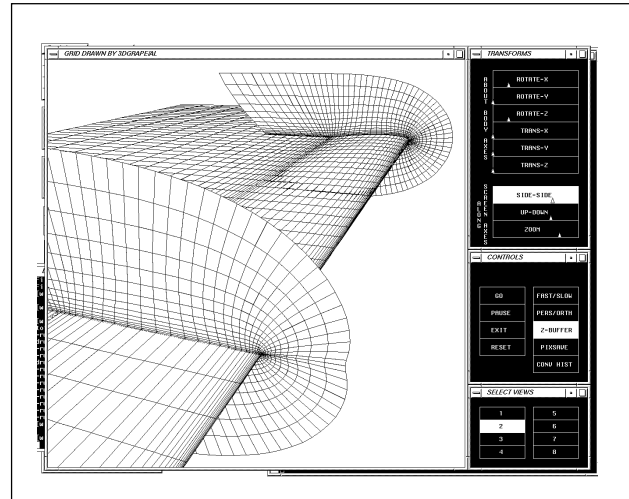 GRID DRAWN BY 3DGRAPE/AL
TRANSFORMS
ABOUT BODY AXES
ROTATE-X
ROTATE-Y
ROTATE-Z
TRANS-X
TRANS-Y
TRANS-Z
ALONG SCREEN AXES
SIDE-SIDE
UP-DOWN
ZOOM
CONTROLS
GO FAST/SLOW
PAUSE PERS/ORTH
EXIT Z-BUFFER
RESET PIXSAVE
CONV HIST
SELECT VIEWS
1 5
2 6
3 7
4 8